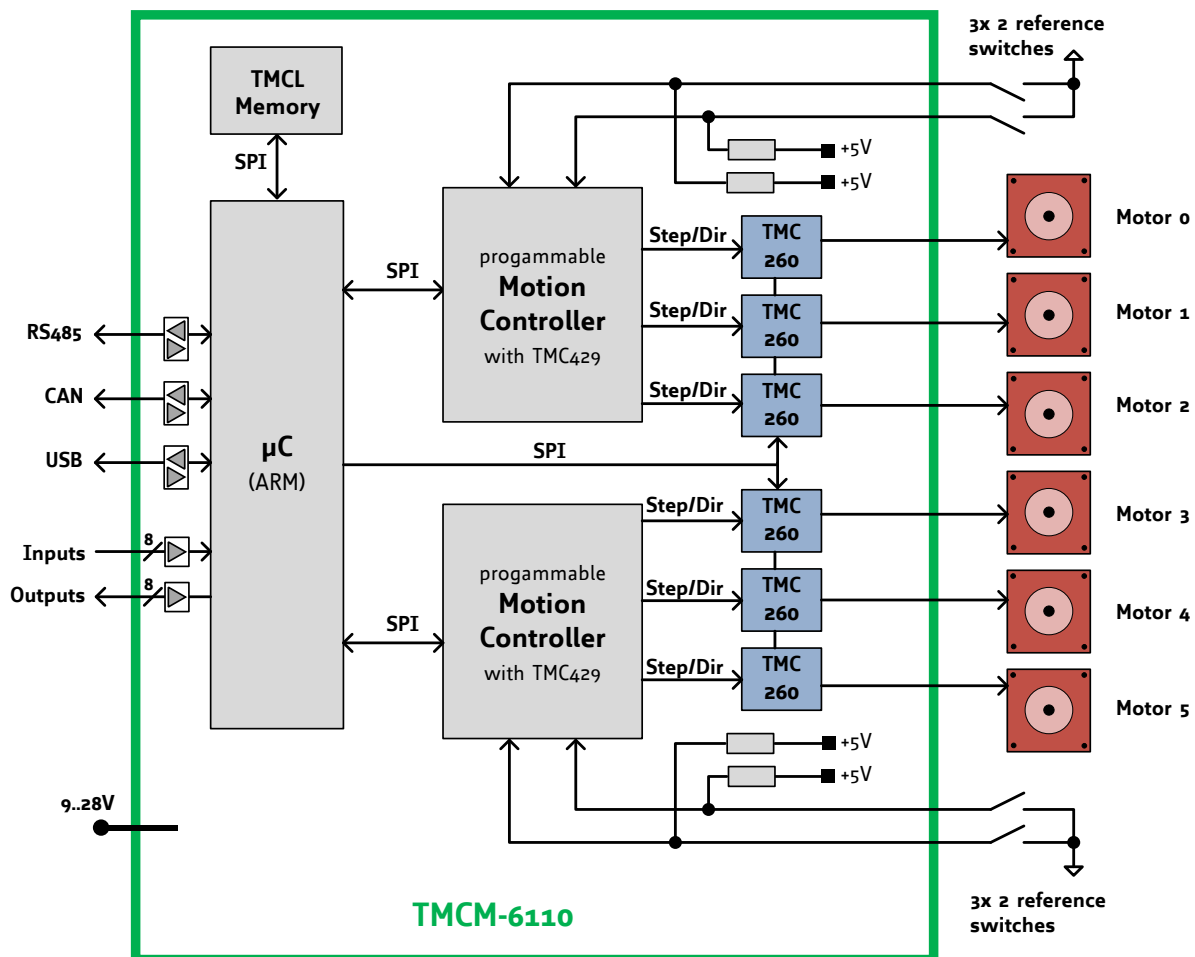 3x 2 reference
switches
TMCL
Memory
SPI
+5V
+5V
Motor 0
Step/Dir
TMC
260
progammable
Motion
Controller
with TMC429
SPI
Motor 1
Step/Dir
TMC
260
RS485
Motor 2
Step/Dir
TMC
260
CAN
µC
(ARM)
SPI
USB
Motor 3
Step/Dir
TMC
260
8
Inputs
8
Outputs
progammable
Motion
Controller
with TMC429
SPI
Motor 4
Step/Dir
TMC
260
Motor 5
Step/Dir
TMC
260
+5V
+5V
9..28V
3x 2 reference
switches
TMCM-6110